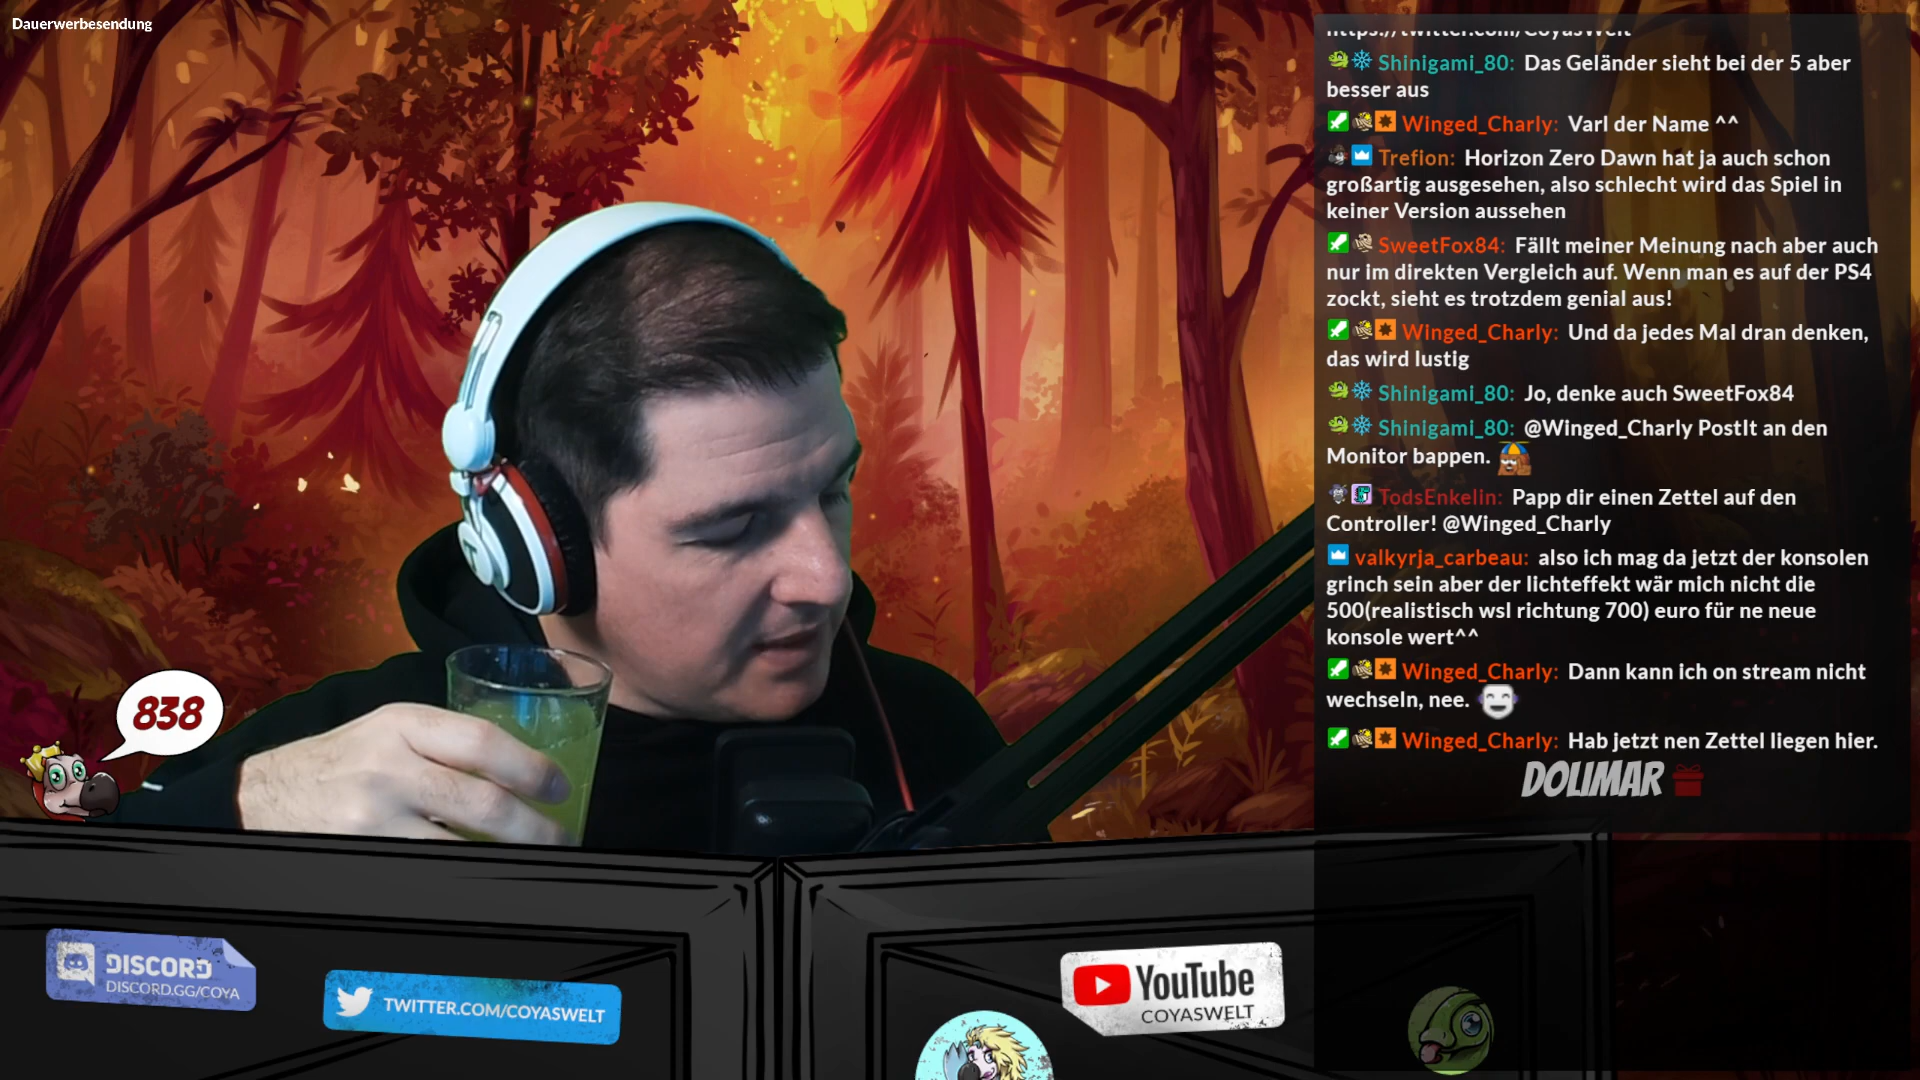 Dauerwerbesendung
https://twitter.com/CoyasWelt
Shinigami_80: Das Geländer sieht bei der 5 aber
besser aus
Winged_Charly: Varl der Name ^^
Trefion: Horizon Zero Dawn hat ja auch schon
großartig ausgesehen, also schlecht wird das Spiel in
keiner Version aussehen
SweetFox84: Fällt meiner Meinung nach aber auch
nur im direkten Vergleich auf. Wenn man es auf der PS4
zockt, sieht es trotzdem genial aus!
Winged_Charly: Und da jedes Mal dran denken,
das wird lustig
Shinigami_80: Jo, denke auch SweetFox84
Shinigami_80: @Winged_Charly PostIt an den
Monitor bappen.
TodsEnkelin: Papp dir einen Zettel auf den
Controller! @Winged_Charly
valkyrja_carbeau: also ich mag da jetzt der konsolen
grinch sein aber der lichteffekt wär mich nicht die
500(realistisch wsl richtung 700) euro für ne neue
konsole wert^^
Winged_Charly: Dann kann ich on stream nicht
wechseln, nee.
Winged_Charly: Hab jetzt nen Zettel liegen hier.
DOLIMAR
838
DISCORD
DISCORD.GG/COYA
TWITTER.COM/COYASWELT
YouTube
COYASWELT